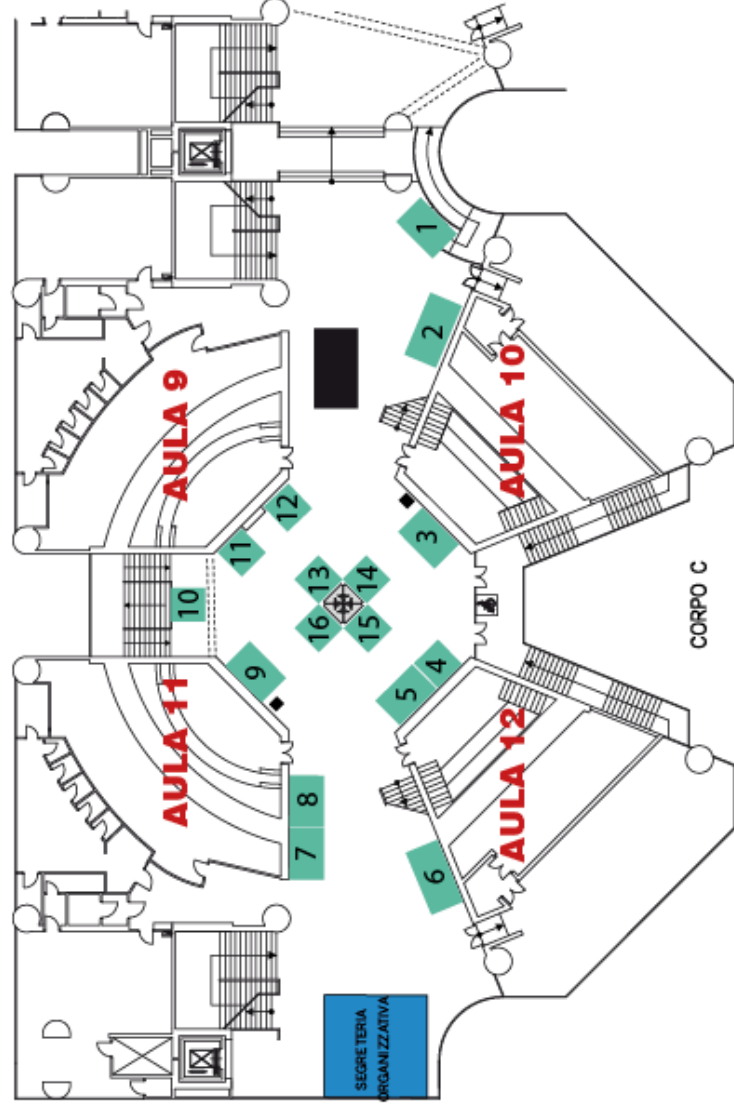 AULA 11
AULA 9
10
9
11
12
7
8
16
13
15
14
SEGRETERIA
ORGANIZZATIVA
6
5
4
3
2
1
AULA 12
AULA 10
CORPO C